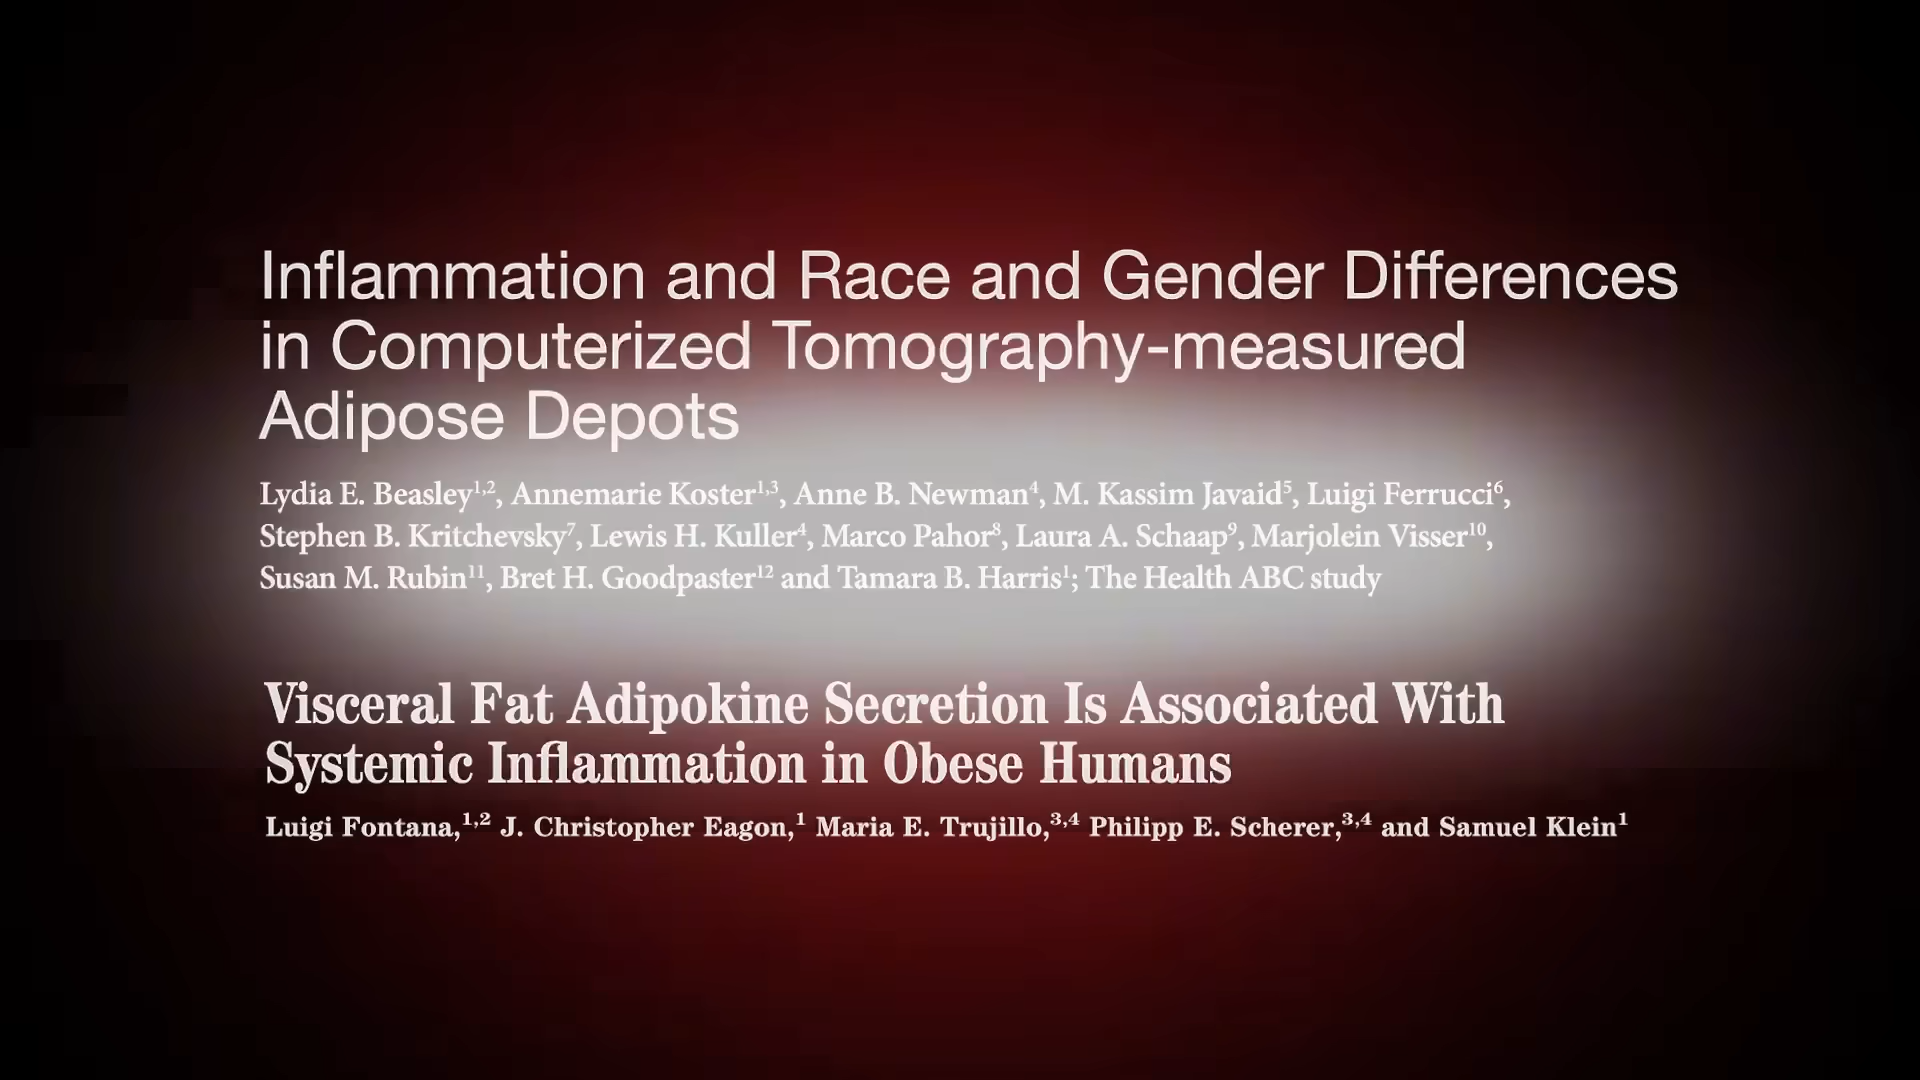 Inflammation and Race and Gender Differences
in Computerized Tomography-measured
Adipose Depots
Lydia E. Beasley1,2, Annemarie Koster1,3, Anne B. Newman4, M. Kassim Javaid5, Luigi Ferrucci6,
Stephen B. Kritchevsky7, Lewis H. Kuller4, Marco Pahor8, Laura A. Schaap9, Marjolein Visser10,
Susan M. Rubin11, Bret H. Goodpaster12 and Tamara B. Harris1; The Health ABC study
Visceral Fat Adipokine Secretion Is Associated With
Systemic Inflammation in Obese Humans
Luigi Fontana,1,2 J. Christopher Eagon,1 Maria E. Trujillo,3,4 Philipp E. Scherer,3,4 and Samuel Klein1